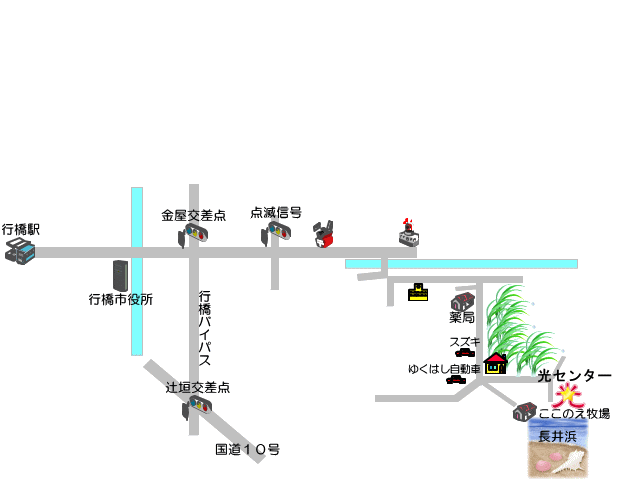 行橋駅
金屋交差点
点滅信号
行橋市役所
行橋バイパス
薬局
スズキ
ゆくはし自動車
光センター
辻垣交差点
ここのえ牧場
長井浜
国道１０号